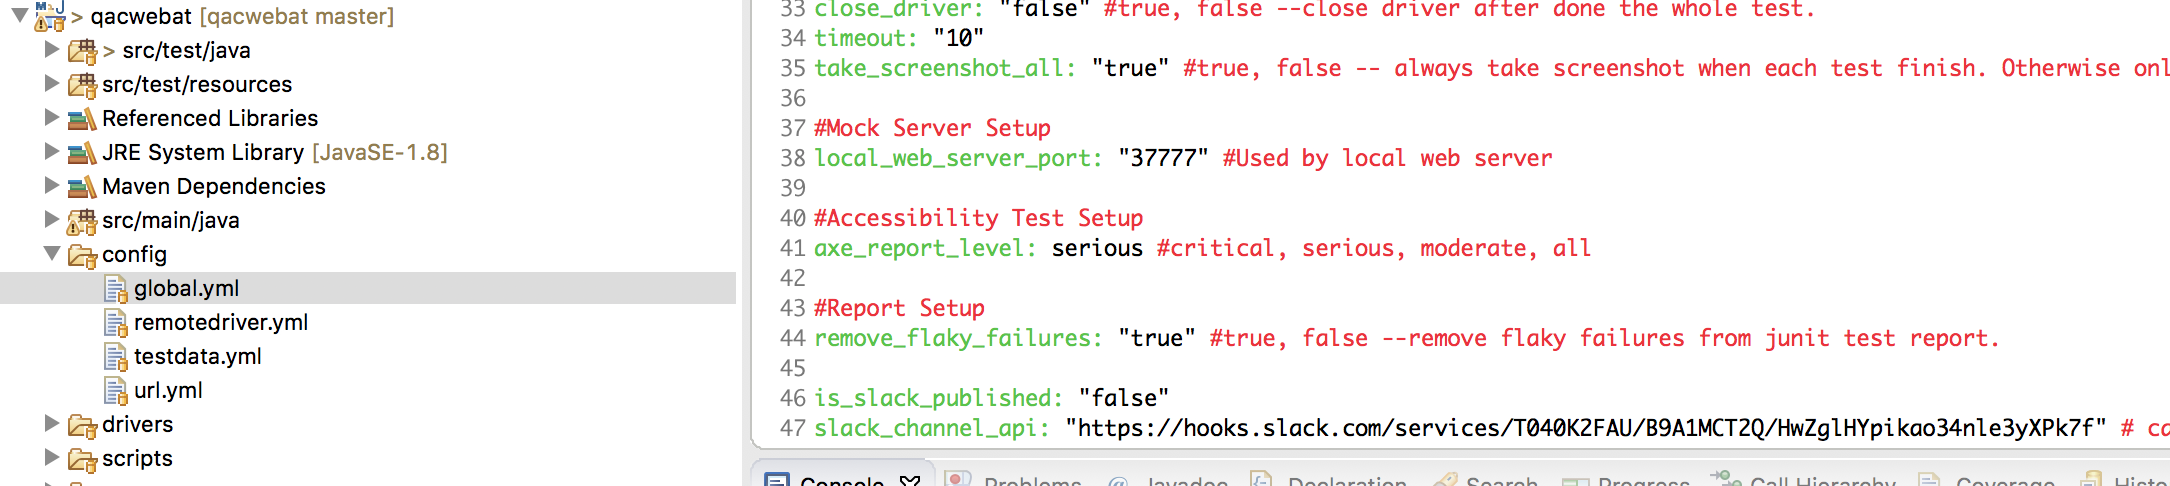 > qacwebat [qacwebat master]
> src/test/java
src/test/resources
Referenced Libraries
JRE System Library [JavaSE-1.8]
Maven Dependencies
src/main/java
config
global.yml
remotedriver.yml
testdata.yml
url.yml
drivers
scripts
33 close_driver: "false" #true, false --close driver after done the whole test.
34 timeout: "10"
35 take_screenshot_all: "true" #true, false -- always take screenshot when each test finish. Otherwise onl
36
37 #Mock Server Setup
38 local_web_server_port: "37777" #Used by local web server
39
40 #Accessibility Test Setup
41 axe_report_level: serious #critical, serious, moderate, all
42
43 #Report Setup
44 remove_flaky_failures: "true" #true, false --remove flaky failures from junit test report.
45
46 is_slack_published: "false"
47 slack_channel_api: "https://hooks.slack.com/services/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" # ca
Console Problems @ Javadoc Declaration Search Progress Call Hierarchy Coverage Histo